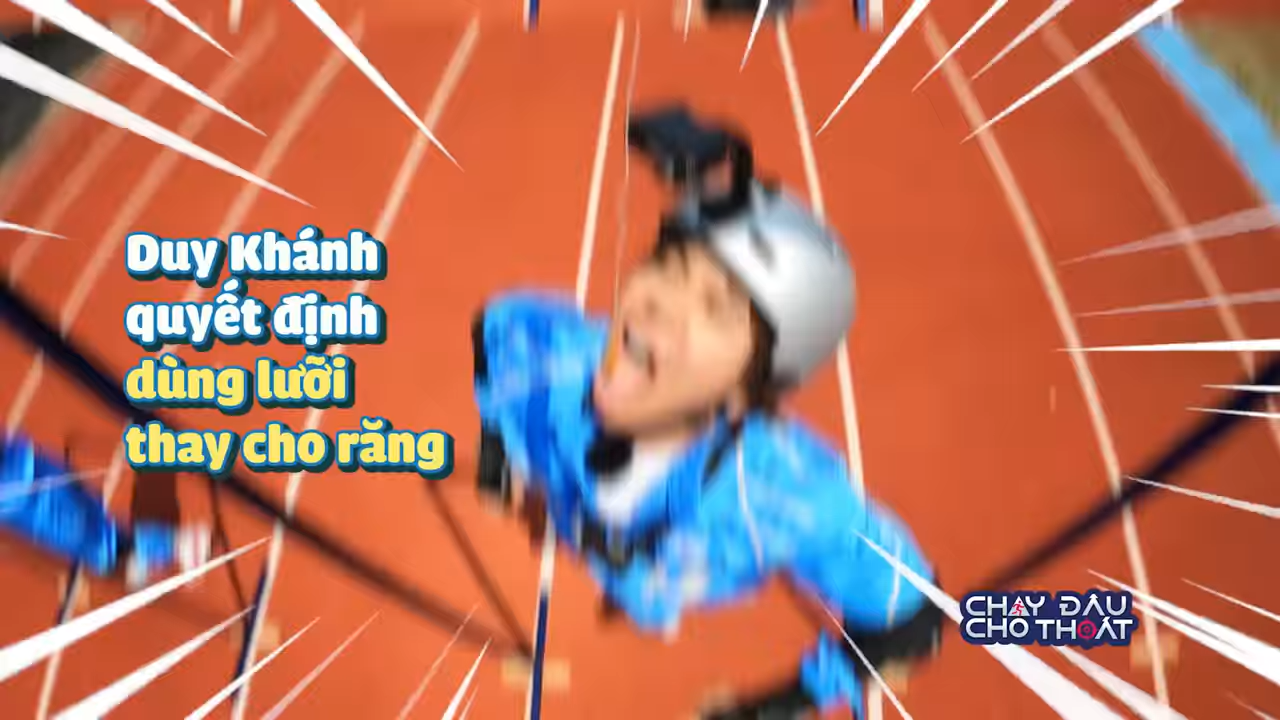 Duy Khánh
quyết định
dùng lưỡi
thay cho răng
CHẠY ĐÂU
CHO THOÁT